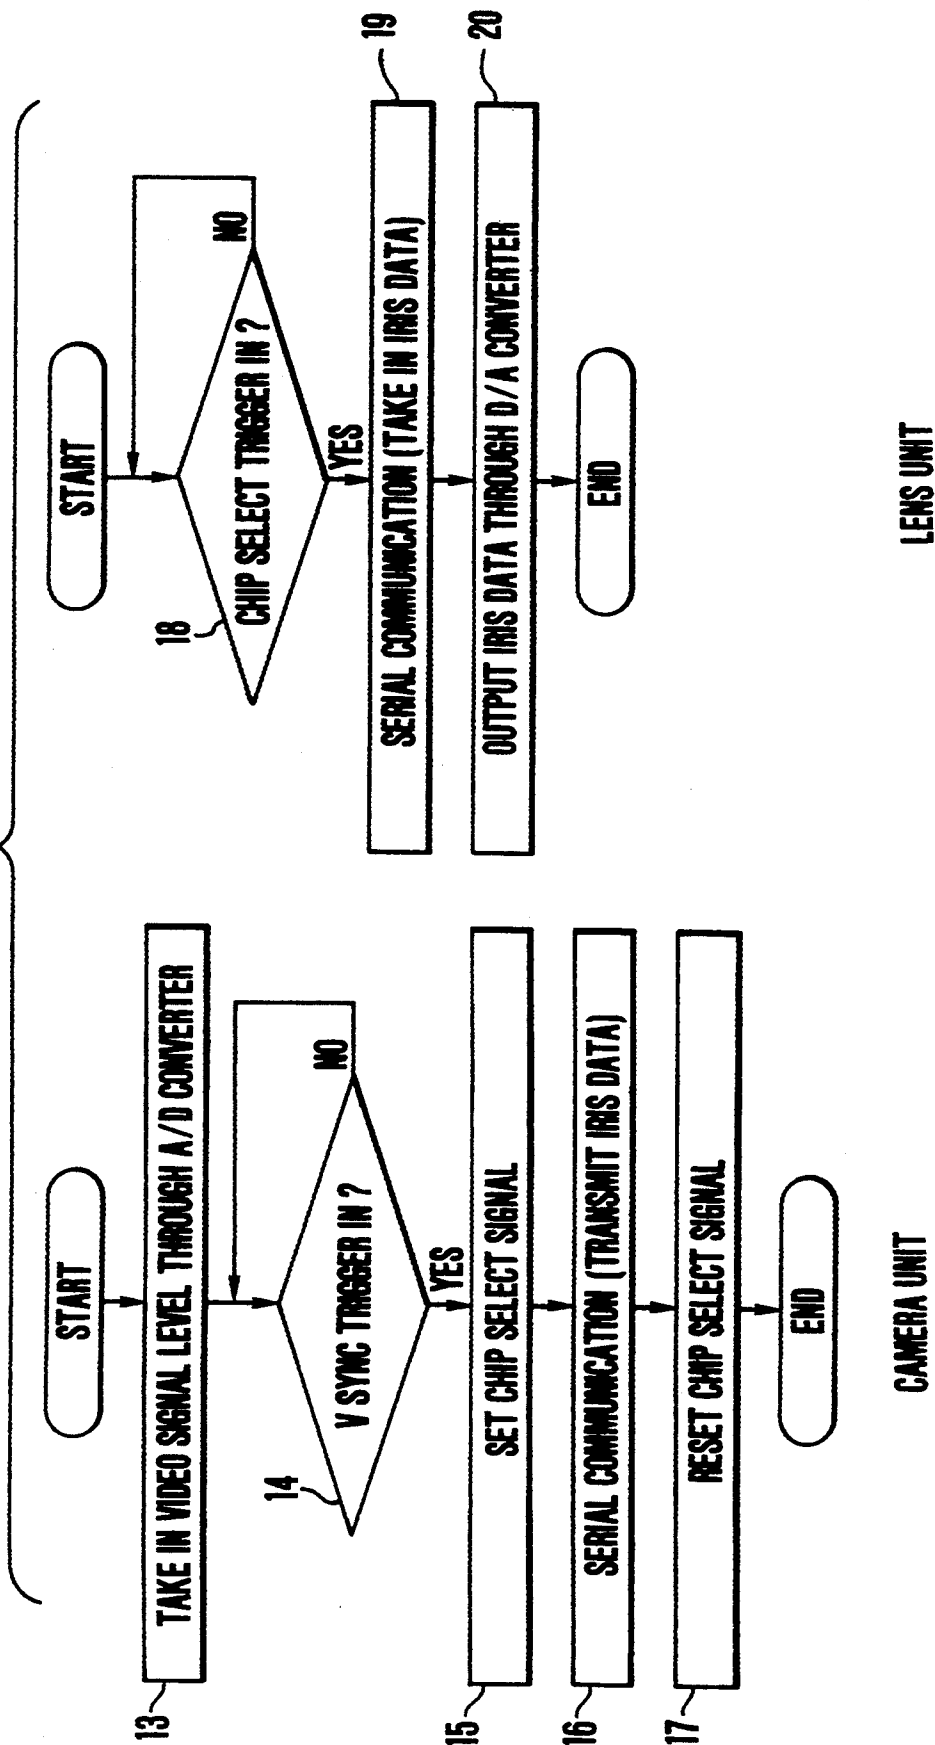 START
13
TAKE IN VIDEO SIGNAL LEVEL THROUGH A/D CONVERTER
14
V SYNC TRIGGER IN ?
NO
YES
15
SET CHIP SELECT SIGNAL
16
SERIAL COMMUNICATION (TRANSMIT IRIS DATA)
17
RESET CHIP SELECT SIGNAL
END
CAMERA UNIT
START
18
CHIP SELECT TRIGGER IN ?
NO
YES
19
SERIAL COMMUNICATION (TAKE IN IRIS DATA)
20
OUTPUT IRIS DATA THROUGH D/A CONVERTER
END
LENS UNIT